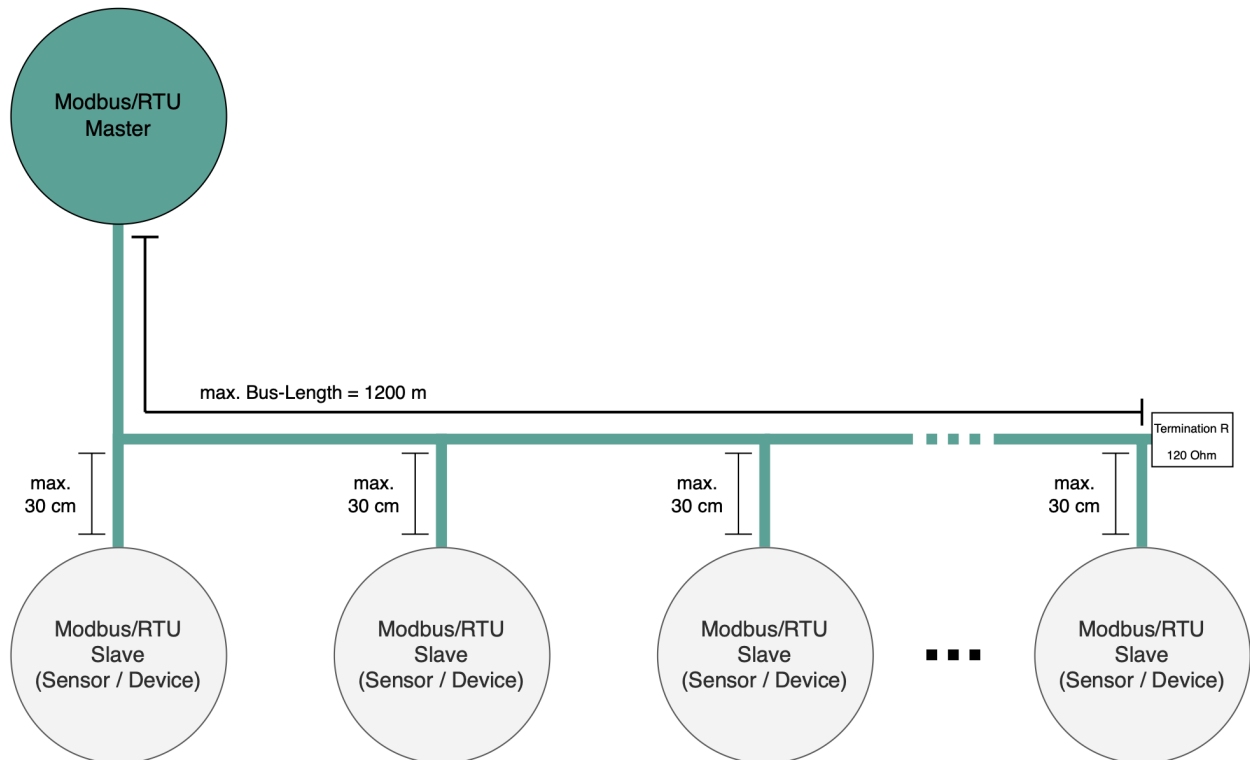 Modbus/RTU
Master
max. Bus-Length = 1200 m
Termination R
120 Ohm
max.
30 cm
max.
30 cm
max.
30 cm
max.
30 cm
Modbus/RTU
Slave
(Sensor / Device)
Modbus/RTU
Slave
(Sensor / Device)
Modbus/RTU
Slave
(Sensor / Device)
Modbus/RTU
Slave
(Sensor / Device)